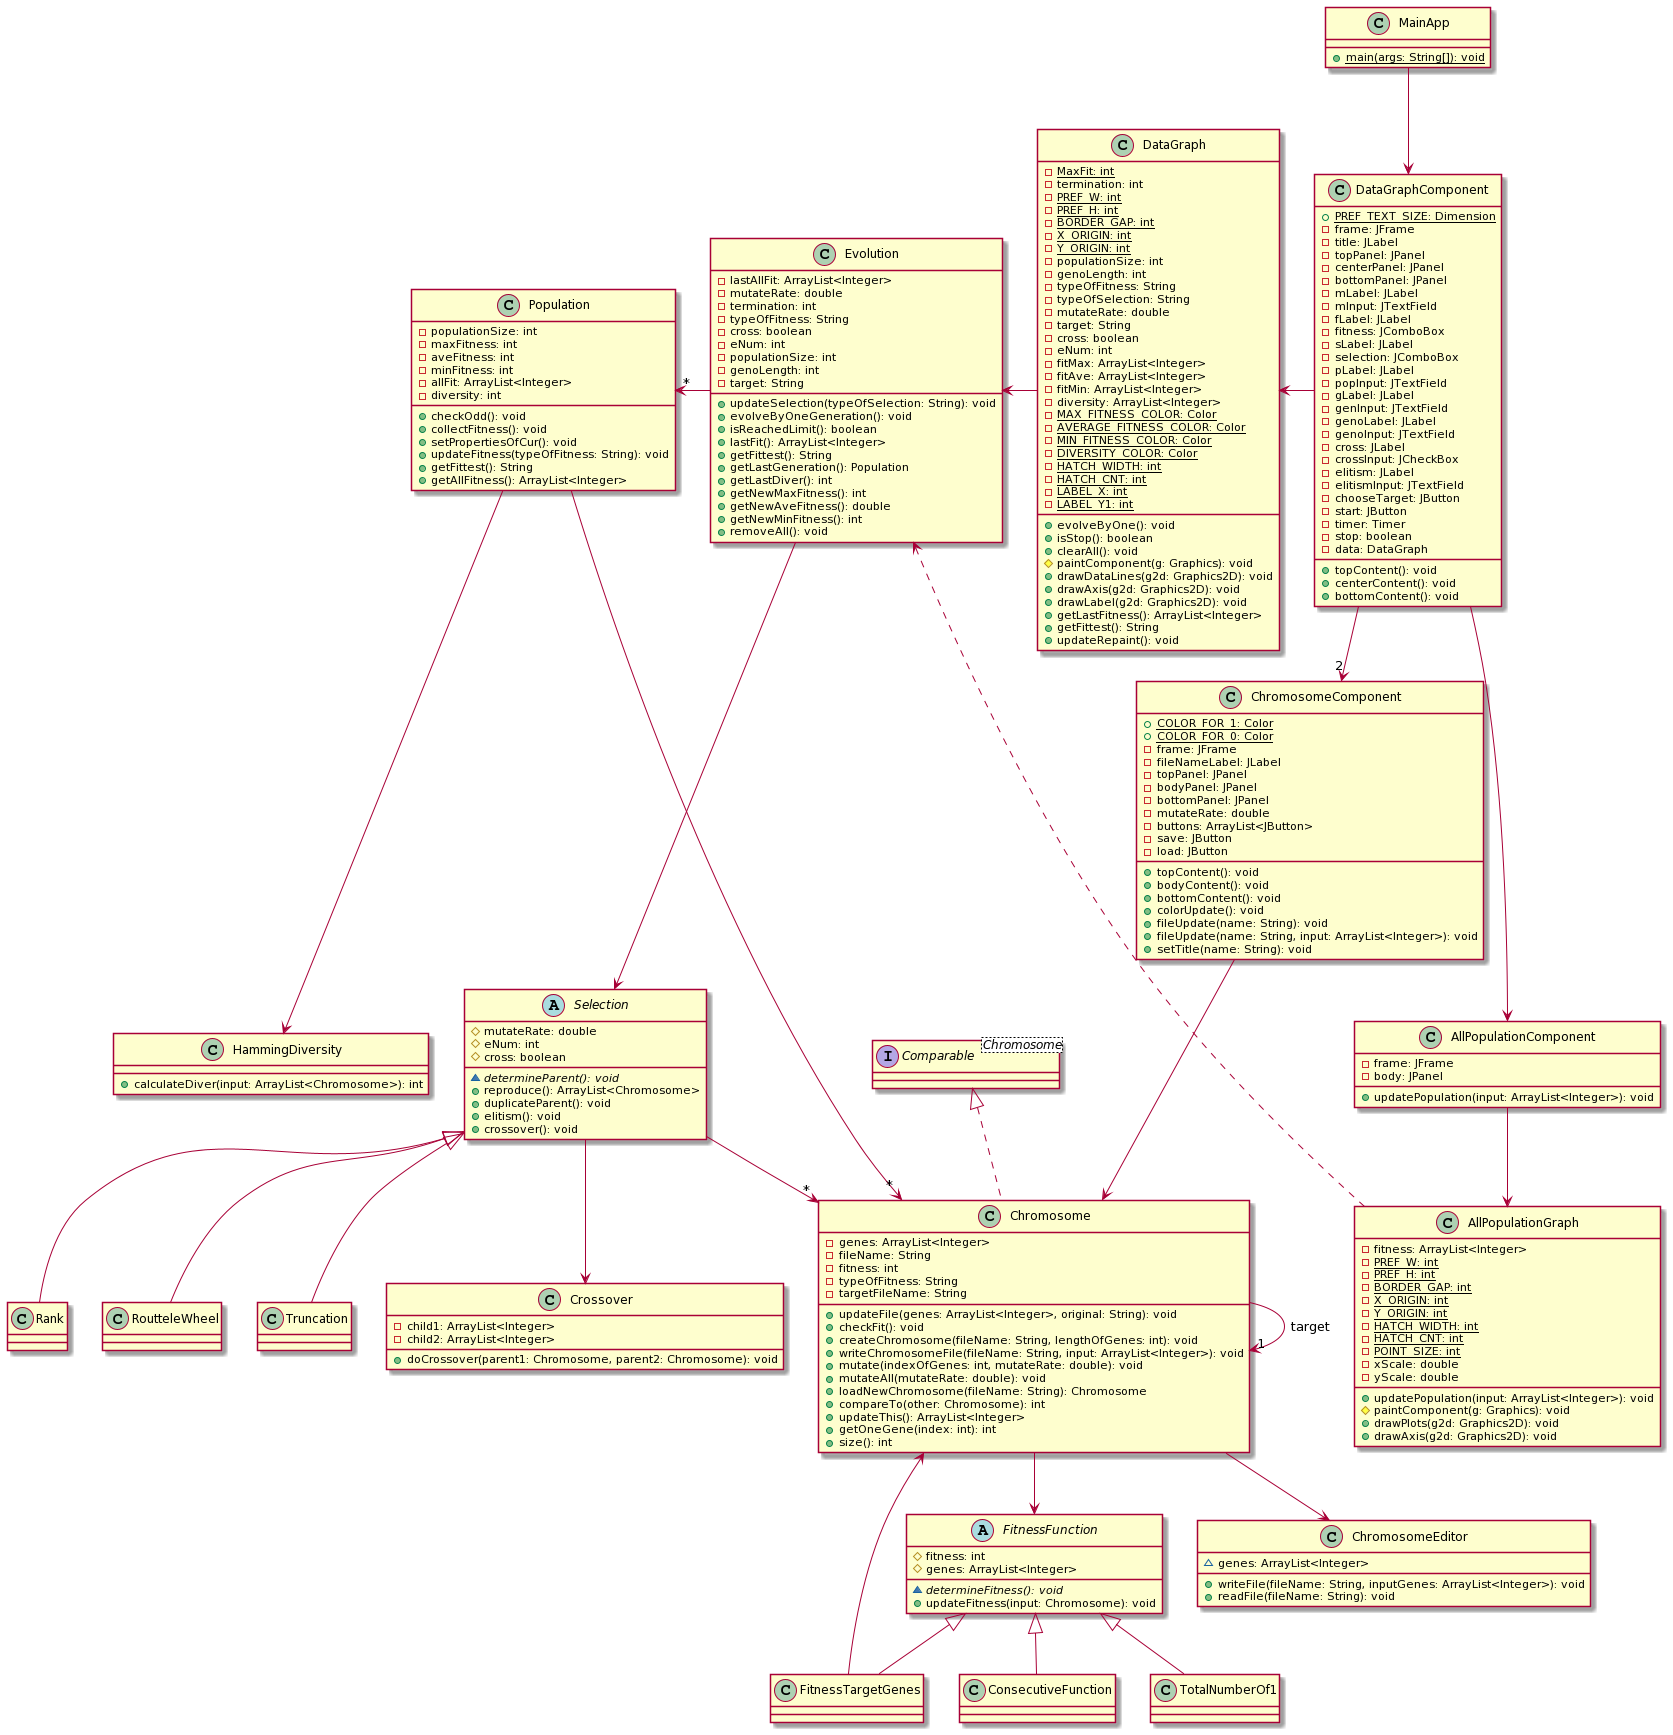 C MainApp
main(args: String[]): void
C DataGraph
MaxFit: int
termination: int
PREF_W: int
PREF_H: int
BORDER_GAP: int
X_ORIGIN: int
Y_ORIGIN: int
populationSize: int
genoLength: int
typeOfFitness: String
typeOfSelection: String
mutateRate: double
target: String
cross: boolean
eNum: int
fitMax: ArrayList<Integer>
fitAve: ArrayList<Integer>
fitMin: ArrayList<Integer>
diversity: ArrayList<Integer>
MAX_FITNESS_COLOR: Color
AVERAGE_FITNESS_COLOR: Color
MIN_FITNESS_COLOR: Color
DIVERSITY_COLOR: Color
HATCH_WIDTH: int
HATCH_CNT: int
LABEL_X: int
LABEL_Y1: int
evolveByOne(): void
isStop(): boolean
clearAll(): void
paintComponent(g: Graphics): void
drawDataLines(g2d: Graphics2D): void
drawAxis(g2d: Graphics2D): void
drawLabel(g2d: Graphics2D): void
getLastFitness(): ArrayList<Integer>
getFittest(): String
updateRepaint(): void
C DataGraphComponent
PREF_TEXT_SIZE: Dimension
frame: JFrame
title: JLabel
topPanel: JPanel
centerPanel: JPanel
bottomPanel: JPanel
mLabel: JLabel
mInput: JTextField
fLabel: JLabel
fitness: JComboBox
sLabel: JLabel
selection: JComboBox
pLabel: JLabel
popInput: JTextField
gLabel: JLabel
genInput: JTextField
genoLabel: JLabel
genoInput: JTextField
cross: JLabel
crossInput: JCheckBox
elitism: JLabel
elitismInput: JTextField
chooseTarget: JButton
start: JButton
timer: Timer
stop: boolean
data: DataGraph
topContent(): void
centerContent(): void
bottomContent(): void
C Evolution
lastAllFit: ArrayList<Integer>
mutateRate: double
termination: int
typeOfFitness: String
cross: boolean
eNum: int
populationSize: int
genoLength: int
target: String
updateSelection(typeOfSelection: String): void
evolveByOneGeneration(): void
isReachedLimit(): boolean
lastFit(): ArrayList<Integer>
getFittest(): String
getLastGeneration(): Population
getLastDiver(): int
getNewMaxFitness(): int
getNewAveFitness(): double
getNewMinFitness(): int
removeAll(): void
C Population
populationSize: int
maxFitness: int
aveFitness: int
minFitness: int
allFit: ArrayList<Integer>
diversity: int
checkOdd(): void
collectFitness(): void
setPropertiesOfCur(): void
updateFitness(typeOfFitness: String): void
getFittest(): String
getAllFitness(): ArrayList<Integer>
*
2
C ChromosomeComponent
COLOR_FOR_1: Color
COLOR_FOR_0: Color
frame: JFrame
fileNameLabel: JLabel
topPanel: JPanel
bodyPanel: JPanel
bottomPanel: JPanel
mutateRate: double
buttons: ArrayList<JButton>
save: JButton
load: JButton
topContent(): void
bodyContent(): void
bottomContent(): void
colorUpdate(): void
fileUpdate(name: String): void
fileUpdate(name: String, input: ArrayList<Integer>): void
setTitle(name: String): void
C HammingDiversity
calculateDiver(input: ArrayList<Chromosome>): int
A Selection
mutateRate: double
eNum: int
cross: boolean
determineParent(): void
reproduce(): ArrayList<Chromosome>
duplicateParent(): void
elitism(): void
crossover(): void
I Comparable
Chromosome
C AllPopulationComponent
frame: JFrame
body: JPanel
updatePopulation(input: ArrayList<Integer>): void
*
*
C Rank
C RoutteleWheel
C Truncation
C Crossover
child1: ArrayList<Integer>
child2: ArrayList<Integer>
doCrossover(parent1: Chromosome, parent2: Chromosome): void
C Chromosome
genes: ArrayList<Integer>
fileName: String
fitness: int
typeOfFitness: String
targetFileName: String
updateFile(genes: ArrayList<Integer>, original: String): void
checkFit(): void
createChromosome(fileName: String, lengthOfGenes: int): void
writeChromosomeFile(fileName: String, input: ArrayList<Integer>): void
mutate(indexOfGenes: int, mutateRate: double): void
mutateAll(mutateRate: double): void
loadNewChromosome(fileName: String): Chromosome
compareTo(other: Chromosome): int
updateThis(): ArrayList<Integer>
getOneGene(index: int): int
size(): int
target
1
C AllPopulationGraph
fitness: ArrayList<Integer>
PREF_W: int
PREF_H: int
BORDER_GAP: int
X_ORIGIN: int
Y_ORIGIN: int
HATCH_WIDTH: int
HATCH_CNT: int
POINT_SIZE: int
xScale: double
yScale: double
updatePopulation(input: ArrayList<Integer>): void
paintComponent(g: Graphics): void
drawPlots(g2d: Graphics2D): void
drawAxis(g2d: Graphics2D): void
A FitnessFunction
fitness: int
genes: ArrayList<Integer>
determineFitness(): void
updateFitness(input: Chromosome): void
C ChromosomeEditor
genes: ArrayList<Integer>
writeFile(fileName: String, inputGenes: ArrayList<Integer>): void
readFile(fileName: String): void
C FitnessTargetGenes
C ConsecutiveFunction
C TotalNumberOf1